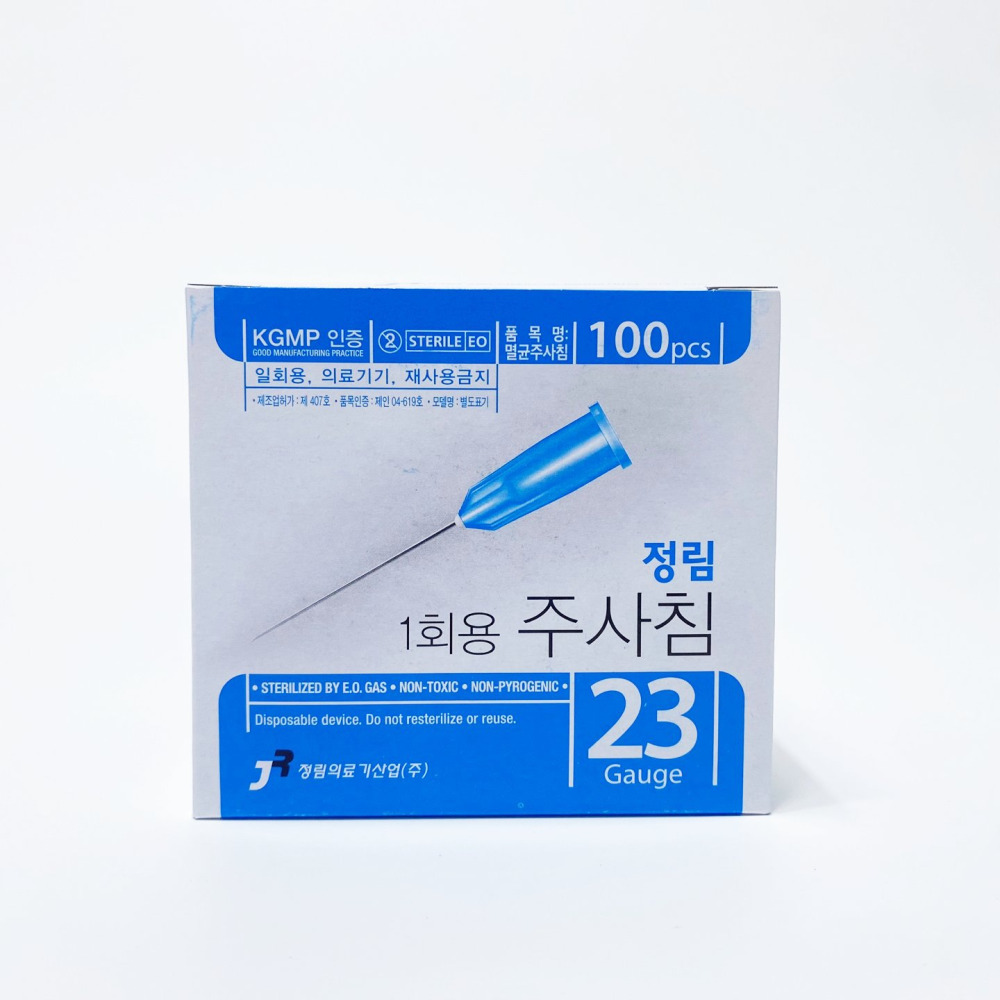 KGMP 인증
GOOD MANUFACTURING PRACTICE
2 STERILE EO
품 목 명:
멸균주사침
100pcs
일회용, 의료기기, 재사용금지
• 제조업허가 : 제 407호 • 품목인증 : 제인 04-619호 • 모델명 : 별도표기
정림
1회용 주사침
• STERILIZED BY E.O. GAS • NON-TOXIC • NON-PYROGENIC •
Disposable device. Do not resterilize or reuse.
23
Gauge
JR 정림의료기산업(주)